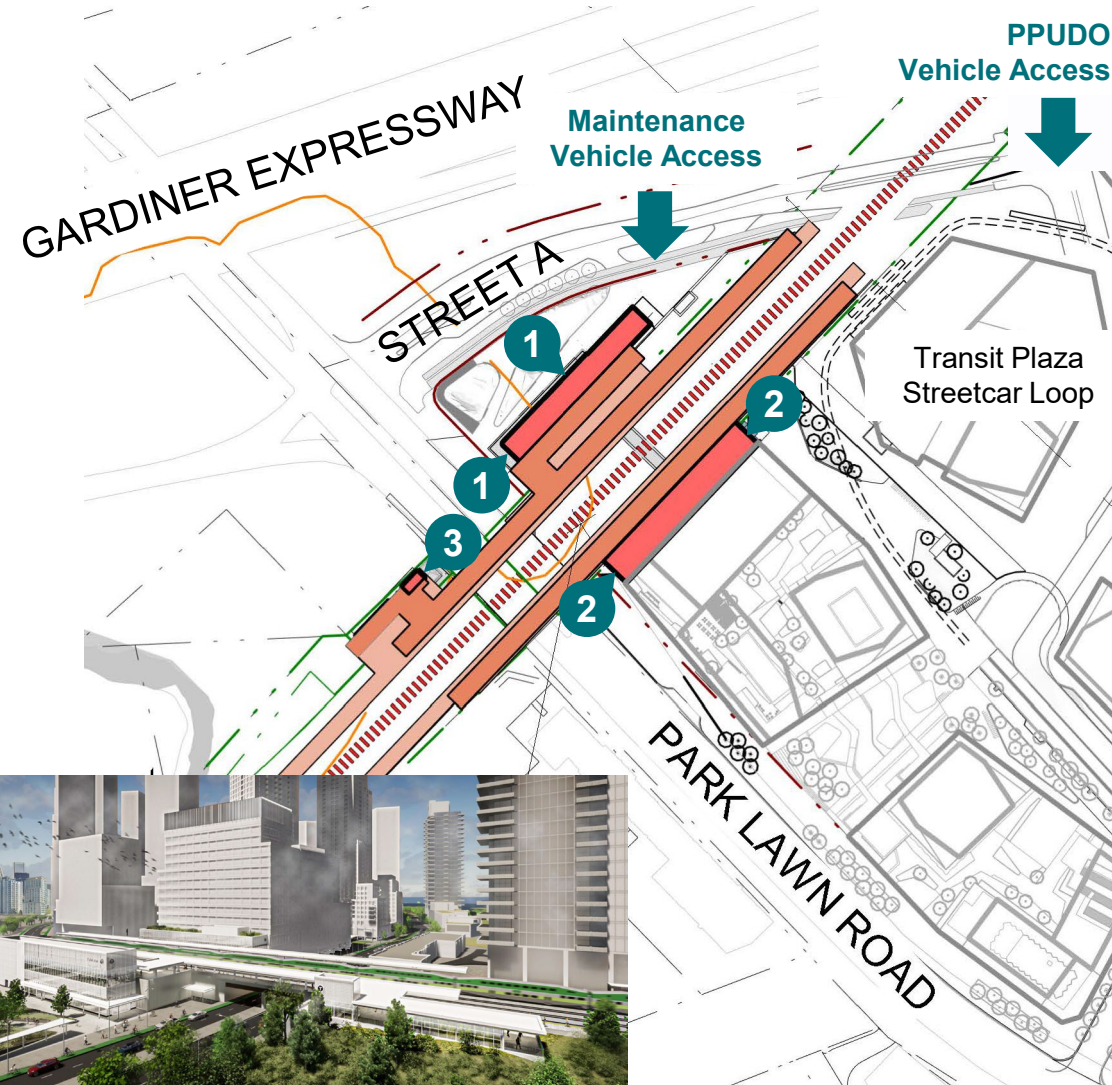 PPUDO
Vehicle Access
GARDINER EXPRESSWAY
Maintenance
Vehicle Access
STREET A
1
Transit Plaza
Streetcar Loop
2
1
3
2
PARK LAWN ROAD